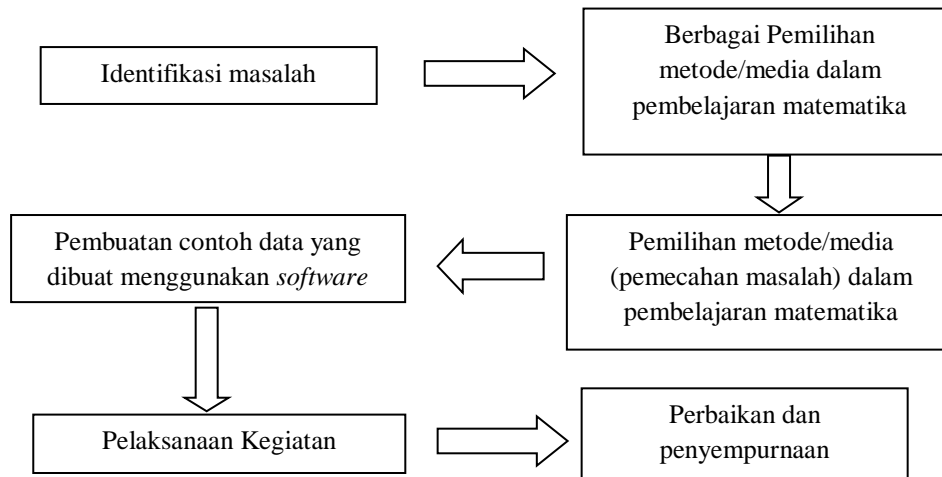 Identifikasi masalah
Berbagai Pemilihan
metode/media dalam
pembelajaran matematika
Pemilihan metode/media
(pemecahan masalah) dalam
pembelajaran matematika
Pembuatan contoh data yang
dibuat menggunakan software
Pelaksanaan Kegiatan
Perbaikan dan
penyempurnaan